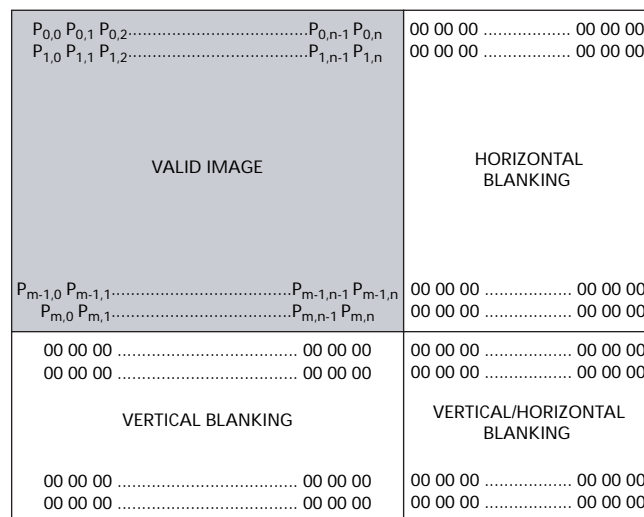 P0,0 P0,1 P0,2.....................................P0,n-1 P0,n 00 00 00 .................. 00 00 00
P1,0 P1,1 P1,2.....................................P1,n-1 P1,n 00 00 00 .................. 00 00 00
VALID IMAGE
HORIZONTAL
BLANKING
Pm-1,0 Pm-1,1.....................................Pm-1,n-1 Pm-1,n 00 00 00 .................. 00 00 00
Pm,0 Pm,1.....................................Pm,n-1 Pm,n 00 00 00 .................. 00 00 00
00 00 00 ..................................... 00 00 00 00 00 00 .................. 00 00 00
00 00 00 ..................................... 00 00 00 00 00 00 .................. 00 00 00
VERTICAL BLANKING
VERTICAL/HORIZONTAL
BLANKING
00 00 00 ..................................... 00 00 00 00 00 00 .................. 00 00 00
00 00 00 ..................................... 00 00 00 00 00 00 .................. 00 00 00